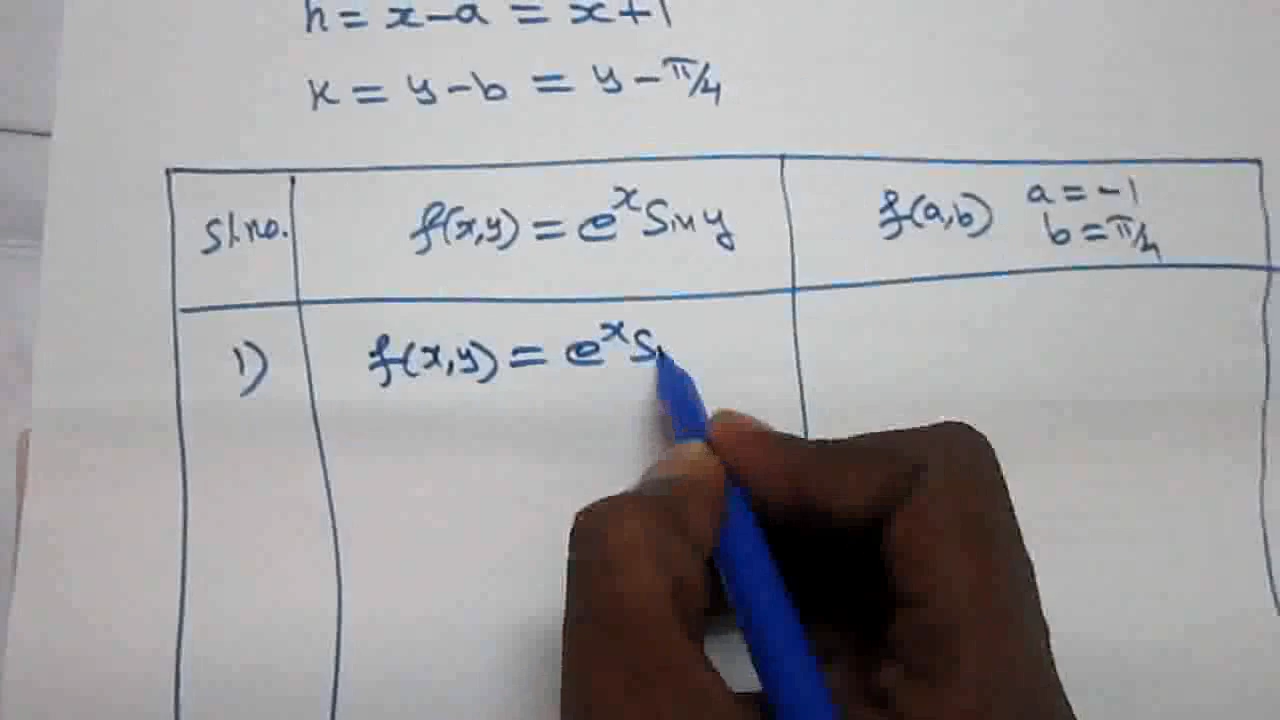 h = x - a = x + 1
k = y - b = y - π/4
Sl.no. f(x,y) = e^x Sin y f(a,b) a = -1 b = π/4
1) f(x,y) = e^x S